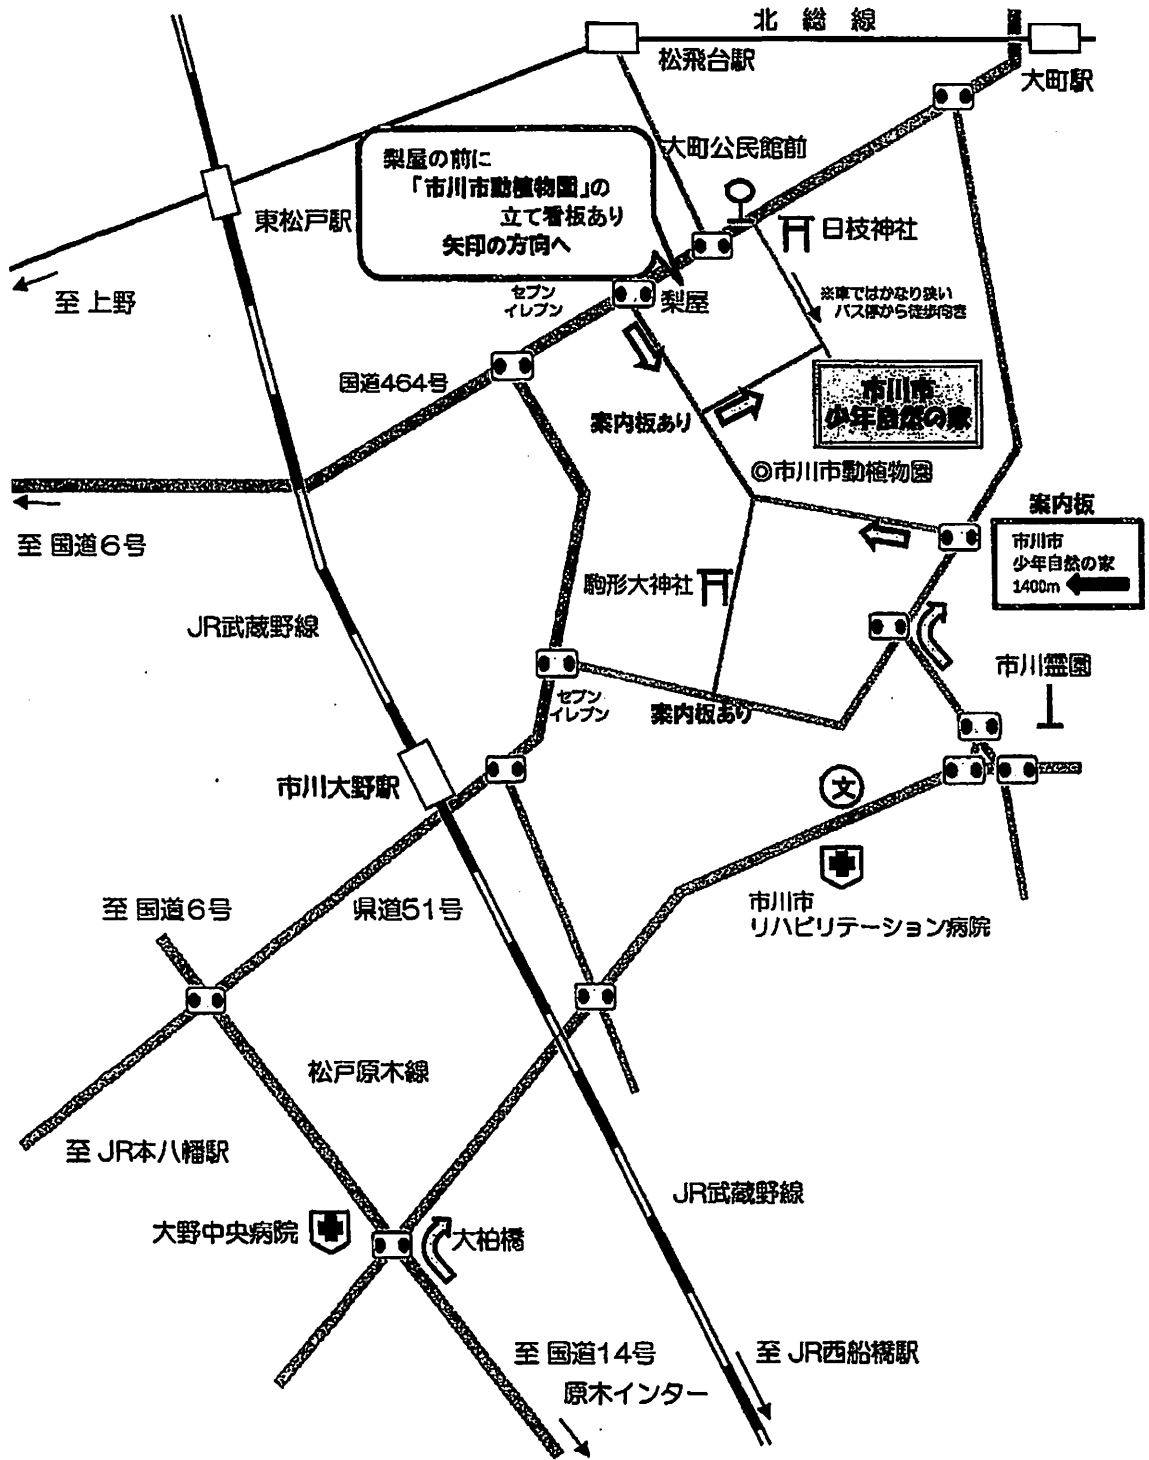 北総線
松飛台駅
大町駅
大町公民館前
梨屋の前に
「市川市動植物園」の
立て看板あり
矢印の方向へ
東松戸駅
日枝神社
至 上野
セブン
イレブン
梨屋
※車ではかなり狭い
バス停から徒歩向き
国道464号
市川市
少年自然の家
案内板あり
◎市川市動植物園
至 国道6号
案内板
市川市
少年自然の家
1400m
駒形大神社
JR武蔵野線
市川霊園
セブン
イレブン
案内板あり
市川大野駅
文
市川市
リハビリテーション病院
至 国道6号
県道51号
松戸原木線
至 JR本八幡駅
JR武蔵野線
大野中央病院
大柏橋
至 国道14号
原木インター
至 JR西船橋駅